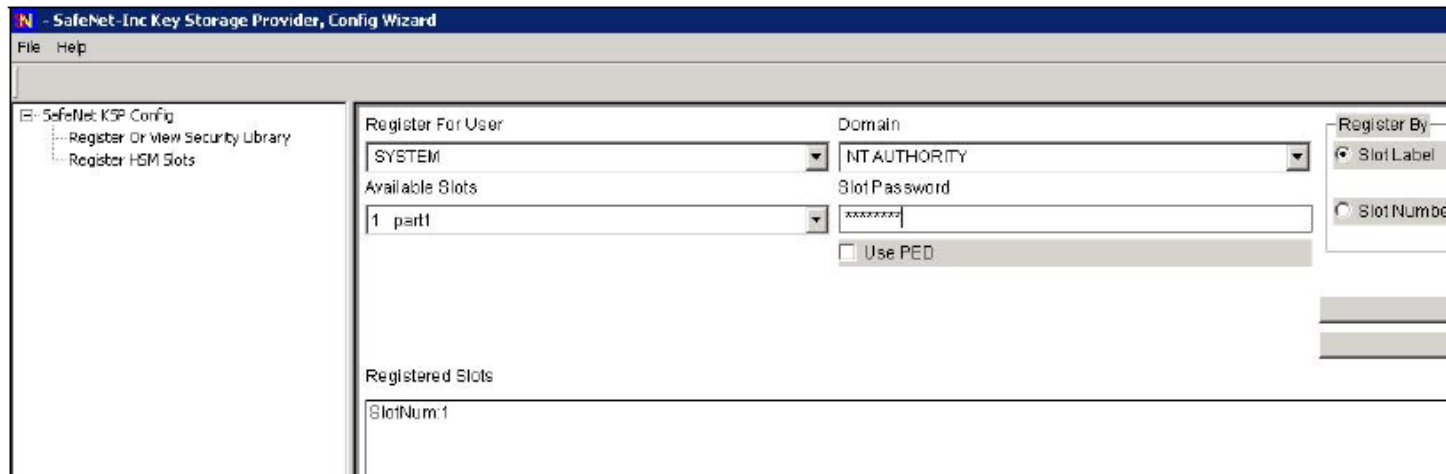 - SafeNet-Inc Key Storage Provider, Config Wizard
File Help
SafeNet KSP Config
Register Or View Security Library
Register HSM Slots
Register For User
Domain
Register By
SYSTEM
NT AUTHORITY
Slot Label
Available Slots
Slot Password
1 part1
********
Slot Numbe
Use PED
Registered Slots
SlotNum:1